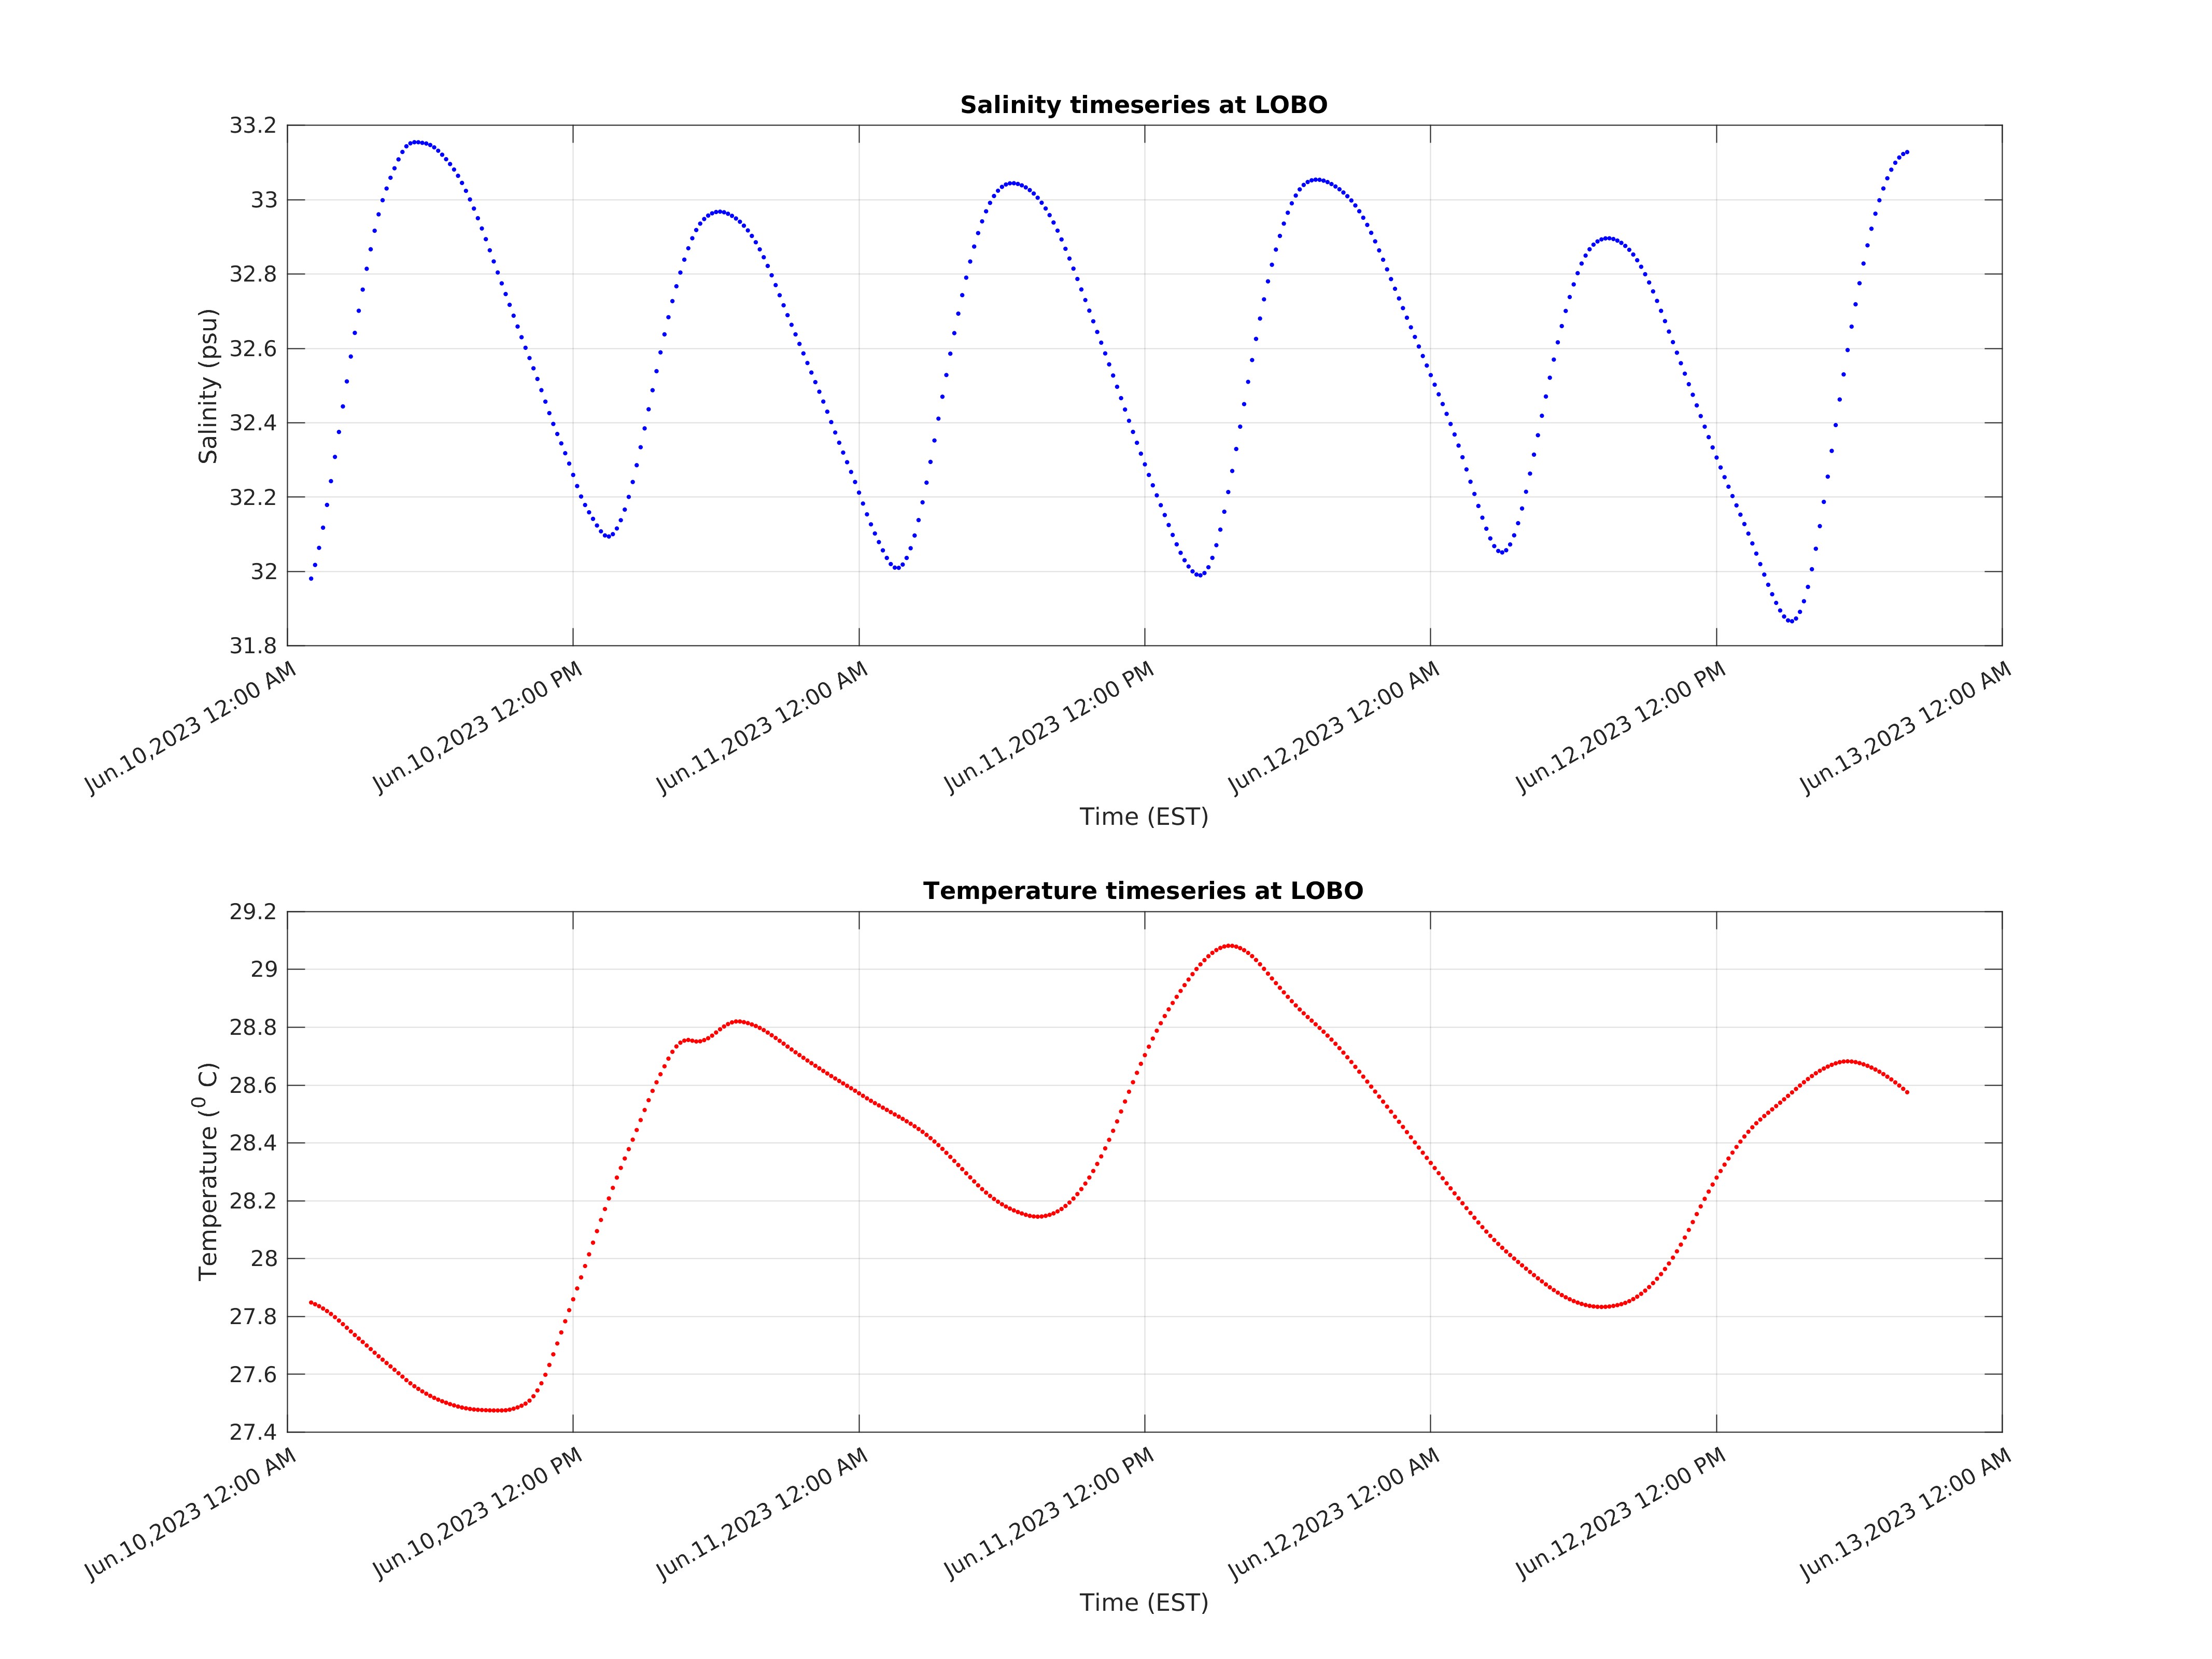 Salinity timeseries at LOBO
33.2
33
32.8
32.6
32.4
32.2
32
31.8
Salinity (psu)
Jun.10,2023 12:00 AM
Jun.10,2023 12:00 PM
Jun.11,2023 12:00 AM
Jun.11,2023 12:00 PM
Jun.12,2023 12:00 AM
Jun.12,2023 12:00 PM
Jun.13,2023 12:00 AM
Time (EST)
Temperature timeseries at LOBO
29.2
29
28.8
28.6
28.4
28.2
28
27.8
27.6
27.4
Temperature (⁰ C)
Jun.10,2023 12:00 AM
Jun.10,2023 12:00 PM
Jun.11,2023 12:00 AM
Jun.11,2023 12:00 PM
Jun.12,2023 12:00 AM
Jun.12,2023 12:00 PM
Jun.13,2023 12:00 AM
Time (EST)